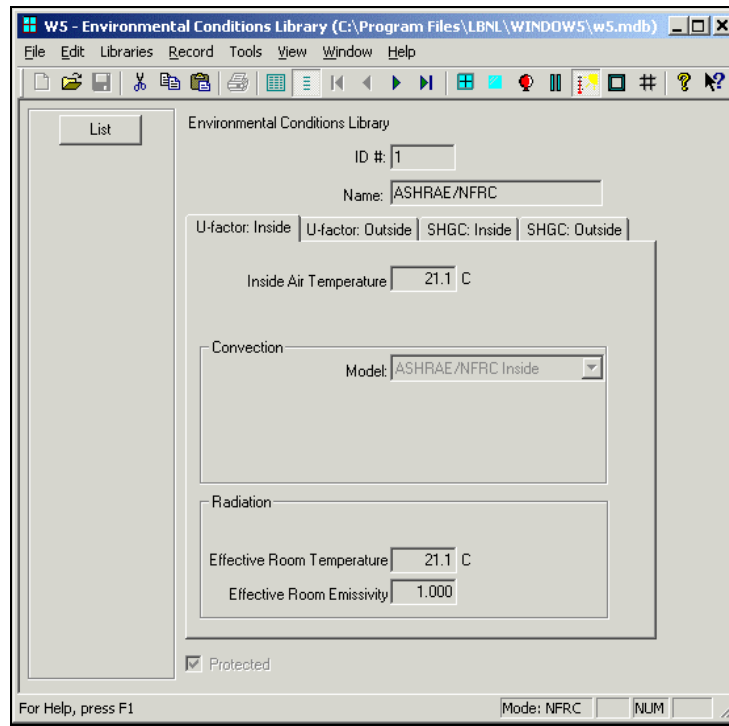 W5 - Environmental Conditions Library (C:\Program Files\LBNL\WINDOW5\w5.mdb)
File Edit Libraries Record Tools View Window Help
List
Environmental Conditions Library
ID #: 1
Name: ASHRAE/NFRC
U-factor: Inside U-factor: Outside SHGC: Inside SHGC: Outside
Inside Air Temperature 21.1 C
Convection
Model: ASHRAE/NFRC Inside
Radiation
Effective Room Temperature 21.1 C
Effective Room Emissivity 1.000
Protected
For Help, press F1 Mode: NFRC NUM